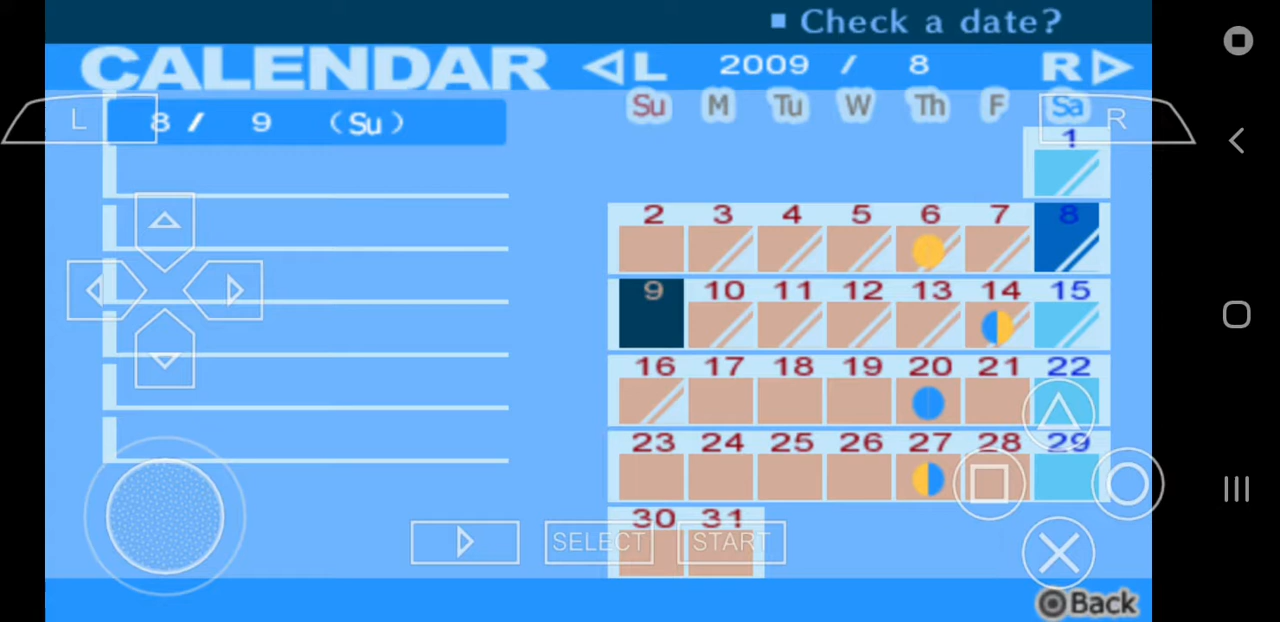 Check a date?
CALENDAR L 2009 / 8 R
Su M Tu W Th F Sa
L 8 / 9 (Su) R
1
2 3 4 5 6 7 8
9 10 11 12 13 14 15
16 17 18 19 20 21 22
23 24 25 26 27 28 29
30 31
SELECT START
Back